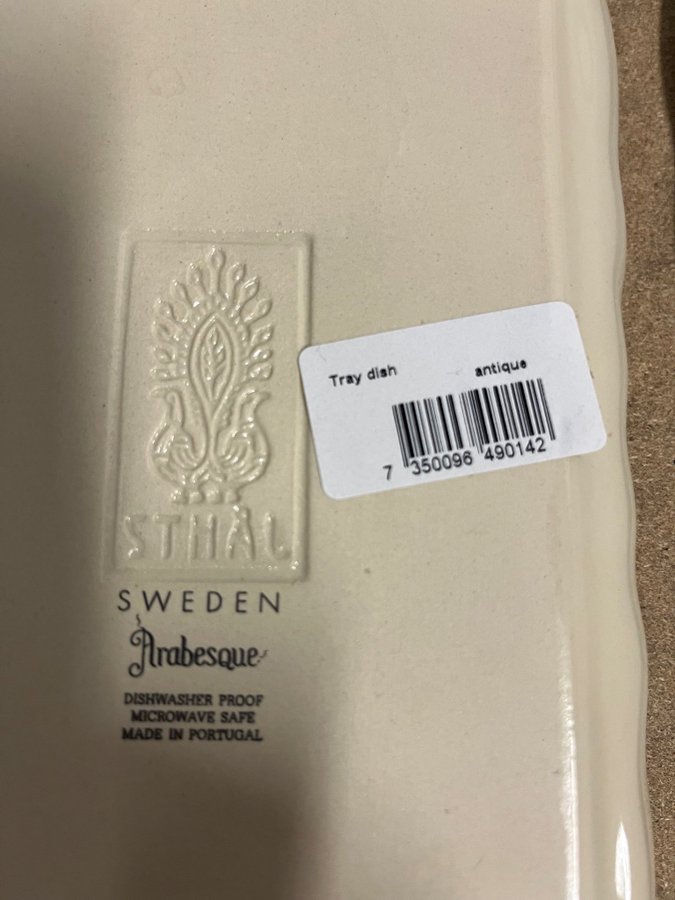 STHÅL
SWEDEN
Arabesque
DISHWASHER PROOF
MICROWAVE SAFE
MADE IN PORTUGAL
Tray dish antique
7 350096 490142